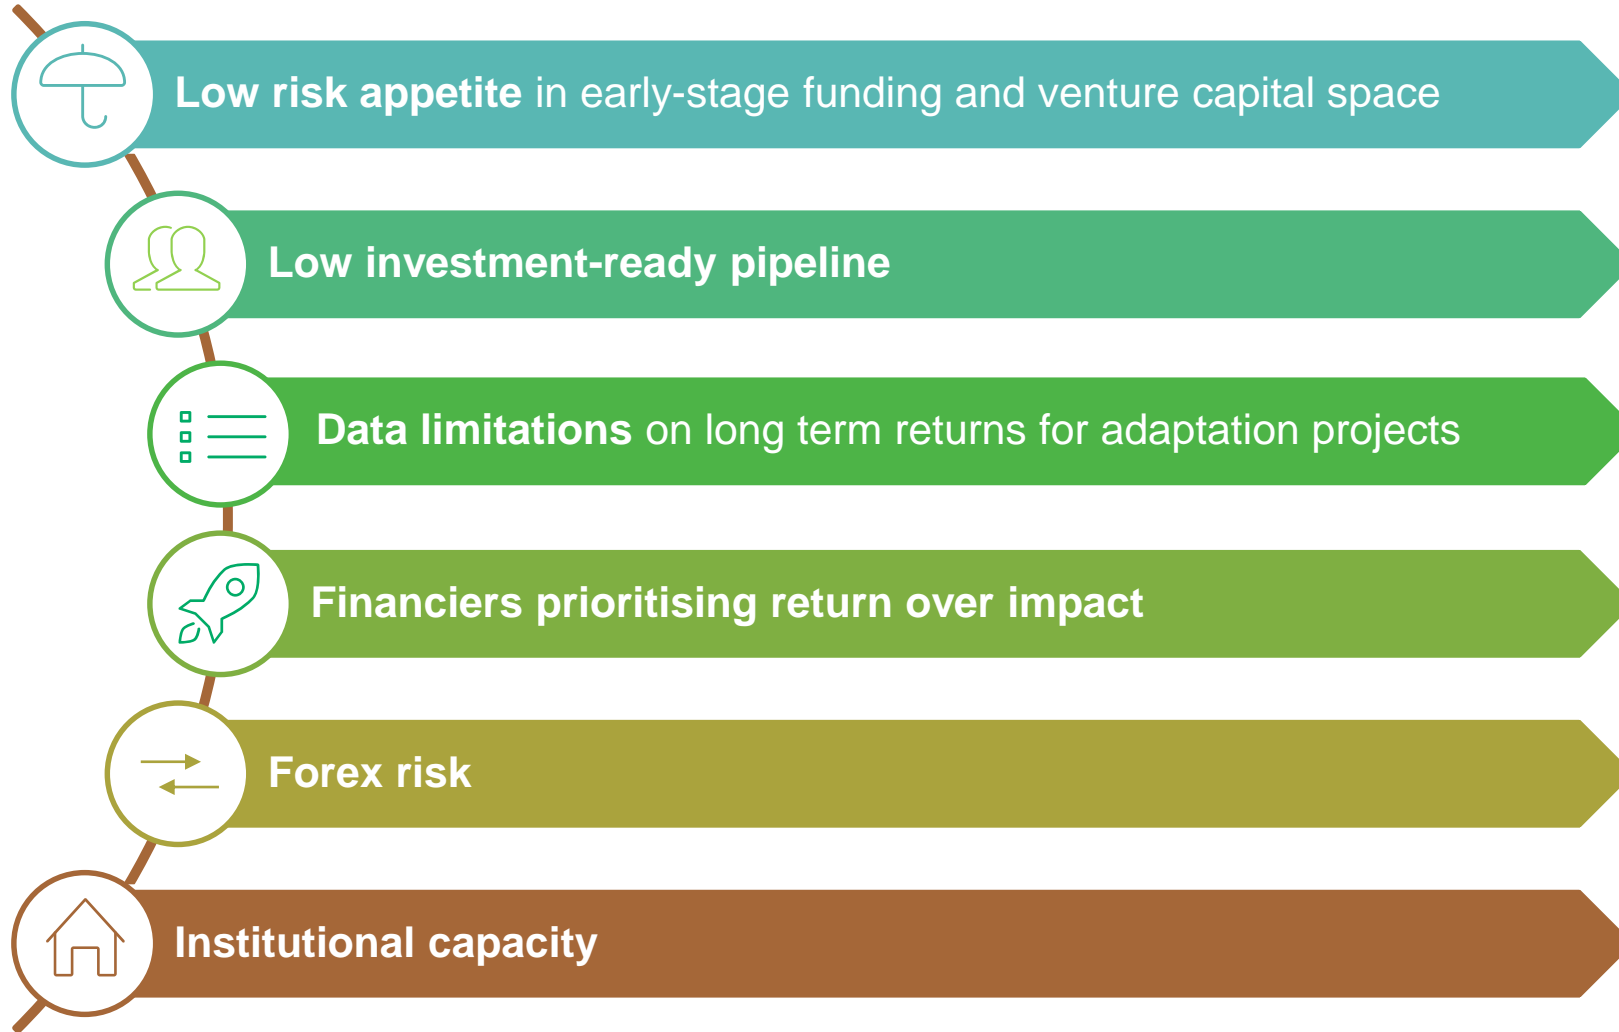 Low risk appetite in early-stage funding and venture capital space
Low investment-ready pipeline
Data limitations on long term returns for adaptation projects
Financiers prioritising return over impact
Forex risk
Institutional capacity